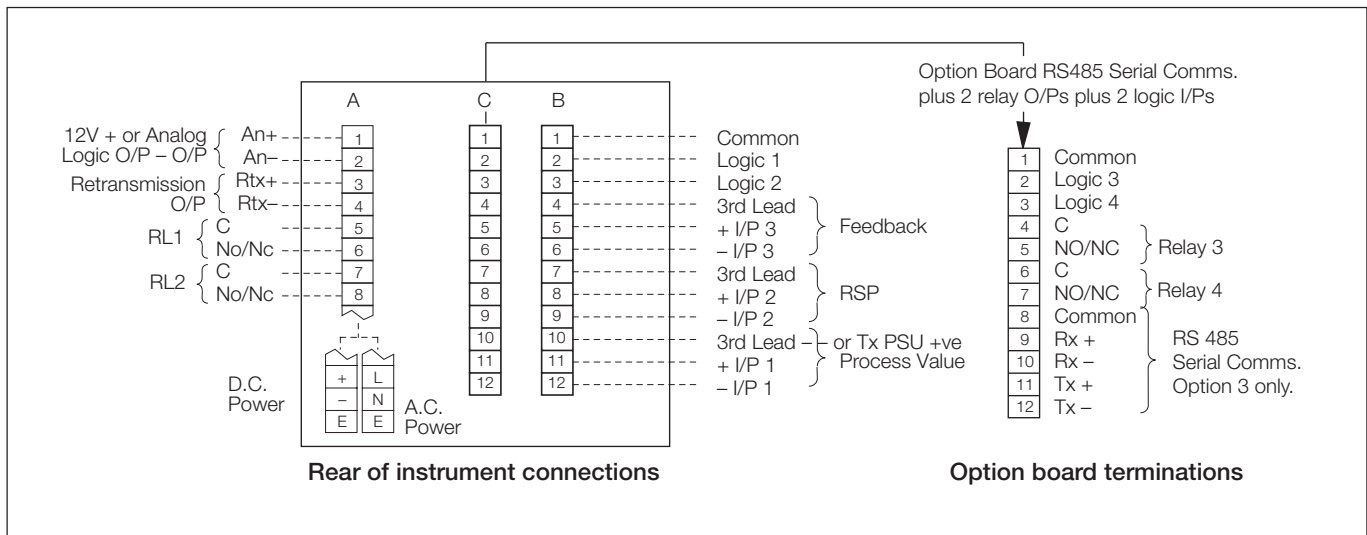 Option Board RS485 Serial Comms.
plus 2 relay O/Ps plus 2 logic I/Ps
A
C
B
12V + or Analog
Logic O/P – O/P
An+
An–
Retransmission
O/P
Rtx+
Rtx–
RL1
C
No/Nc
RL2
C
No/Nc
1
2
3
4
5
6
7
8
D.C.
Power
+
–
E
L
N
E
A.C.
Power
1
2
3
4
5
6
7
8
9
10
11
12
1
2
3
4
5
6
7
8
9
10
11
12
Common
Logic 1
Logic 2
3rd Lead
+ I/P 3
– I/P 3
Feedback
3rd Lead
+ I/P 2
– I/P 2
RSP
3rd Lead – – or Tx PSU +ve
+ I/P 1
– I/P 1
Process Value
1 Common
2 Logic 3
3 Logic 4
4 C
5 NO/NC
Relay 3
6 C
7 NO/NC
Relay 4
8 Common
9 Rx +
10 Rx –
11 Tx +
12 Tx –
RS 485
Serial Comms.
Option 3 only.
Rear of instrument connections
Option board terminations